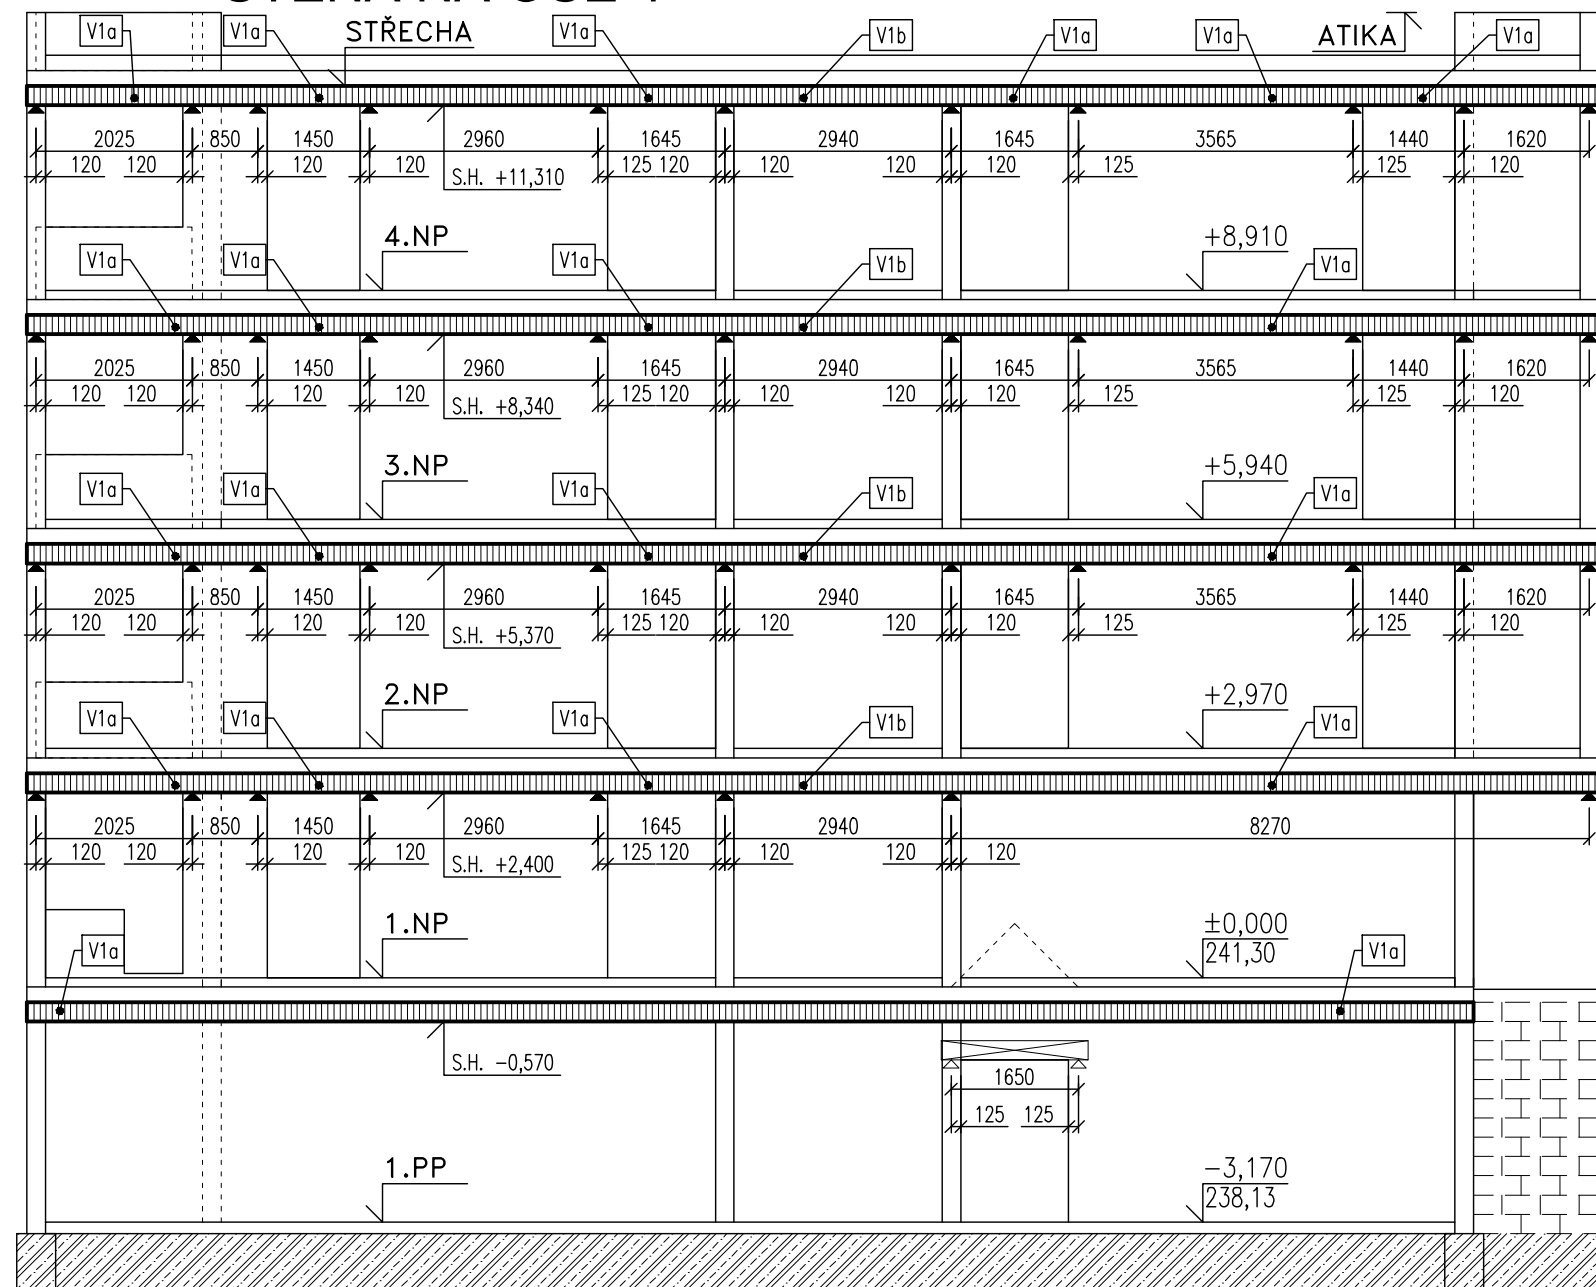 V1a V1a STŘECHA V1a V1b V1a V1a ATIKA V1a
2025 850 1450 2960 1645 2940 1645 3565 1440 1620
120 120 120 120 125 120 120 120 120 125 125 120
S.H. +11,310
4.NP +8,910
V1a V1a V1a V1b V1a
2025 850 1450 2960 1645 2940 1645 3565 1440 1620
120 120 120 120 125 120 120 120 120 125 125 120
S.H. +8,340
3.NP +5,940
V1a V1a V1a V1b V1a
2025 850 1450 2960 1645 2940 1645 3565 1440 1620
120 120 120 120 125 120 120 120 120 125 125 120
S.H. +5,370
2.NP +2,970
V1a V1a V1a V1b V1a
2025 850 1450 2960 1645 2940 8270
120 120 120 120 125 120 120 120 120
S.H. +2,400
1.NP ±0,000
241,30
V1a V1a
S.H. -0,570
1650
125 125
1.PP -3,170
238,13